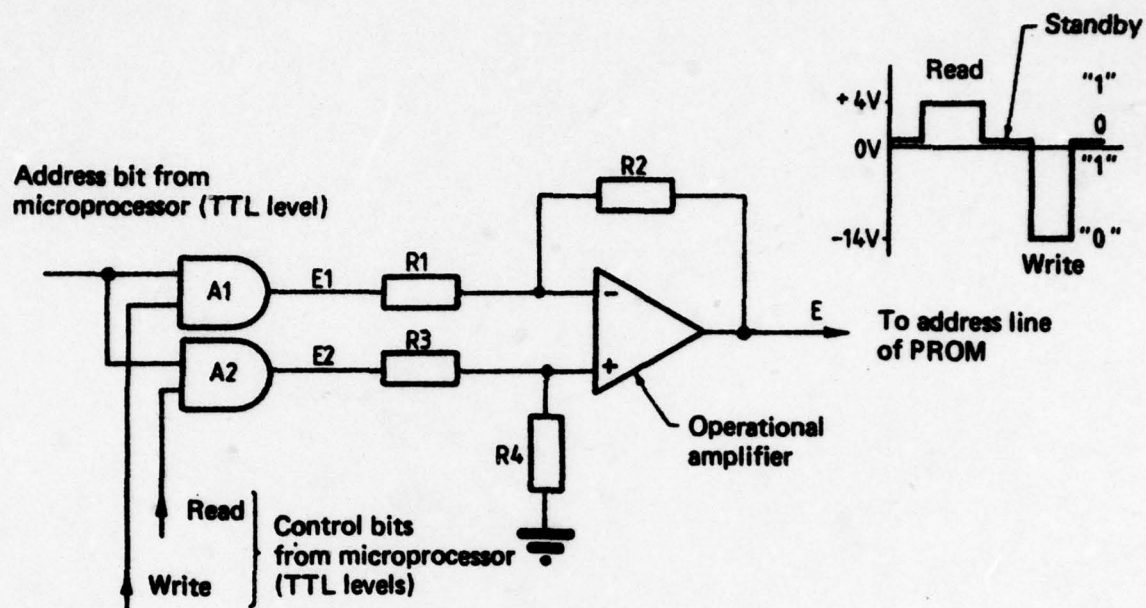 Standby
Read
"1"
+4V
0
0V
"1"
-14V
"0"
Write
Address bit from
microprocessor (TTL level)
R2
A1
E1
R1
-
E
To address line
of PROM
A2
E2
R3
+
Operational
amplifier
R4
Read
Control bits
from microprocessor
(TTL levels)
Write